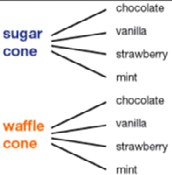 chocolate
sugar
cone
vanilla
strawberry
mint
chocolate
waffle
cone
vanilla
strawberry
mint